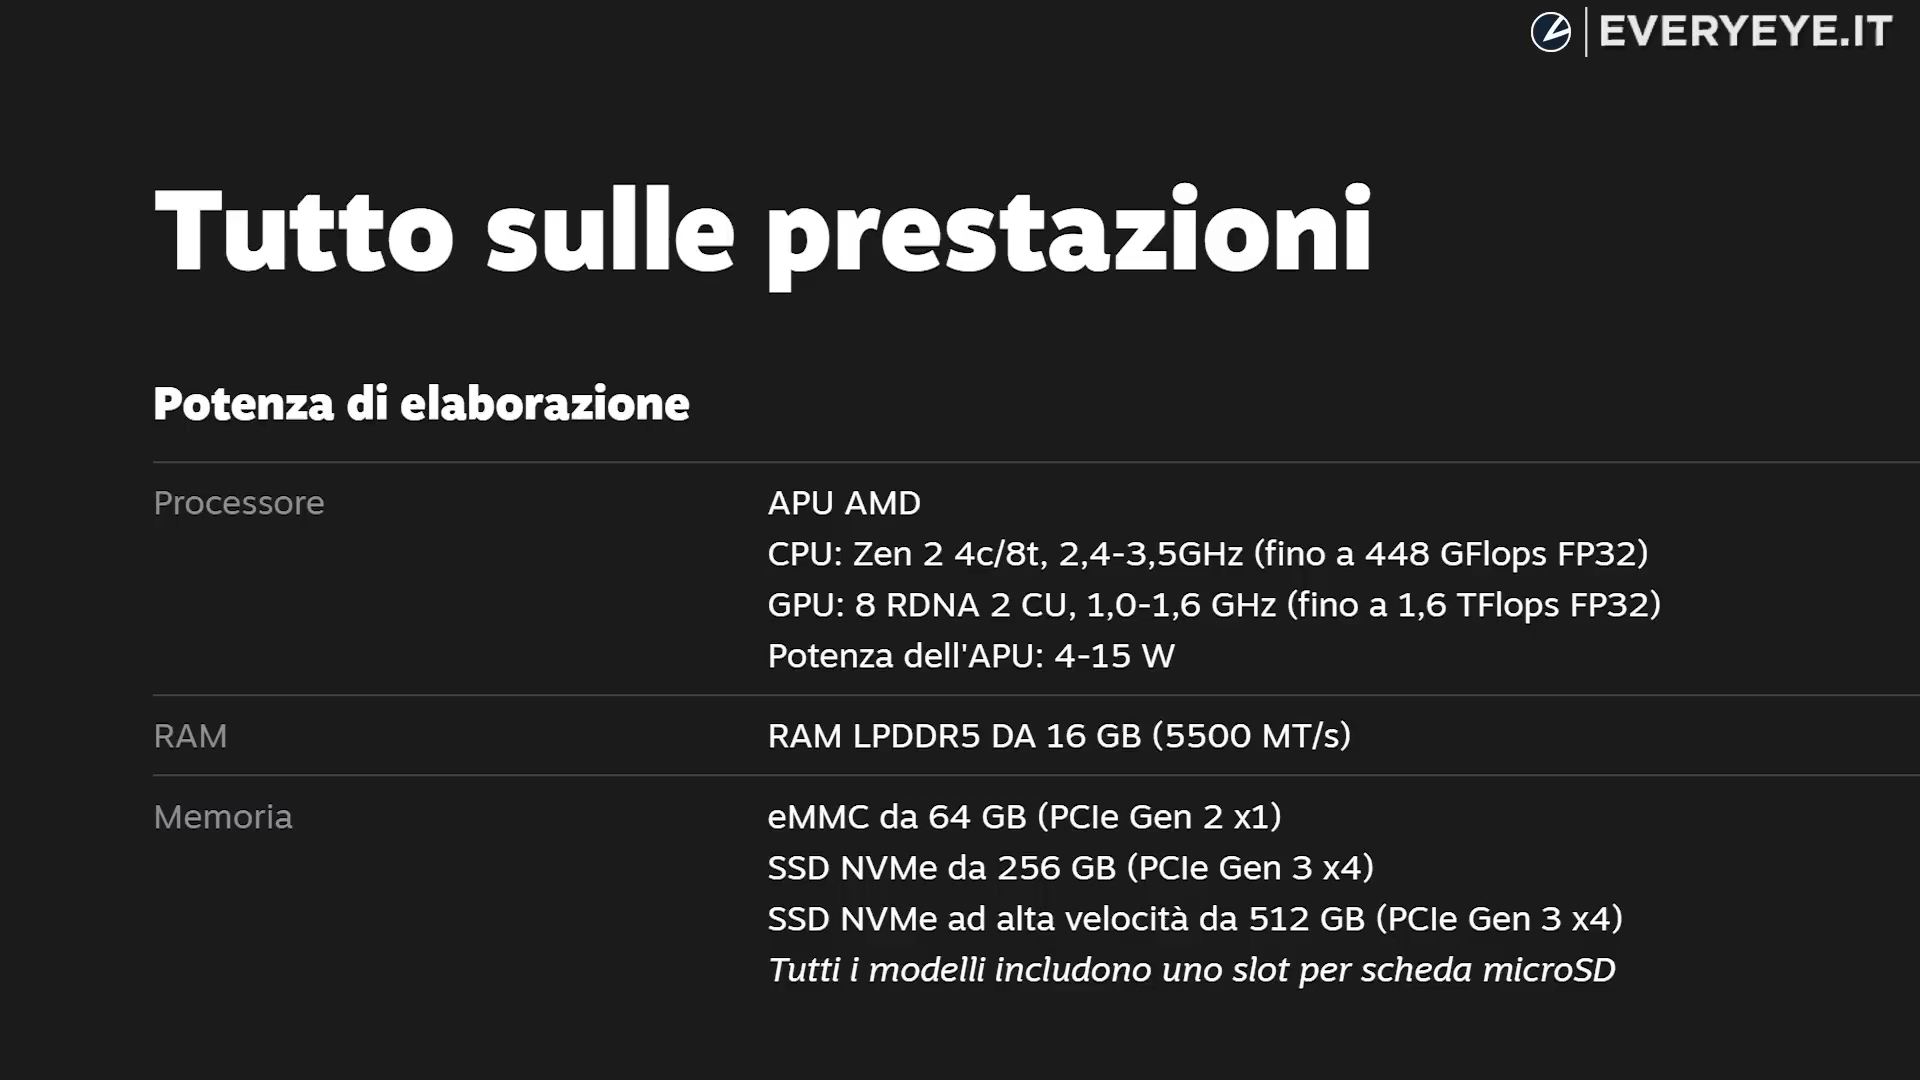 EVERYEYE.IT
Tutto sulle prestazioni
Potenza di elaborazione
Processore
APU AMD
CPU: Zen 2 4c/8t, 2,4-3,5GHz (fino a 448 GFlops FP32)
GPU: 8 RDNA 2 CU, 1,0-1,6 GHz (fino a 1,6 TFlops FP32)
Potenza dell'APU: 4-15 W
RAM
RAM LPDDR5 DA 16 GB (5500 MT/s)
Memoria
eMMC da 64 GB (PCIe Gen 2 x1)
SSD NVMe da 256 GB (PCIe Gen 3 x4)
SSD NVMe ad alta velocità da 512 GB (PCIe Gen 3 x4)
Tutti i modelli includono uno slot per scheda microSD